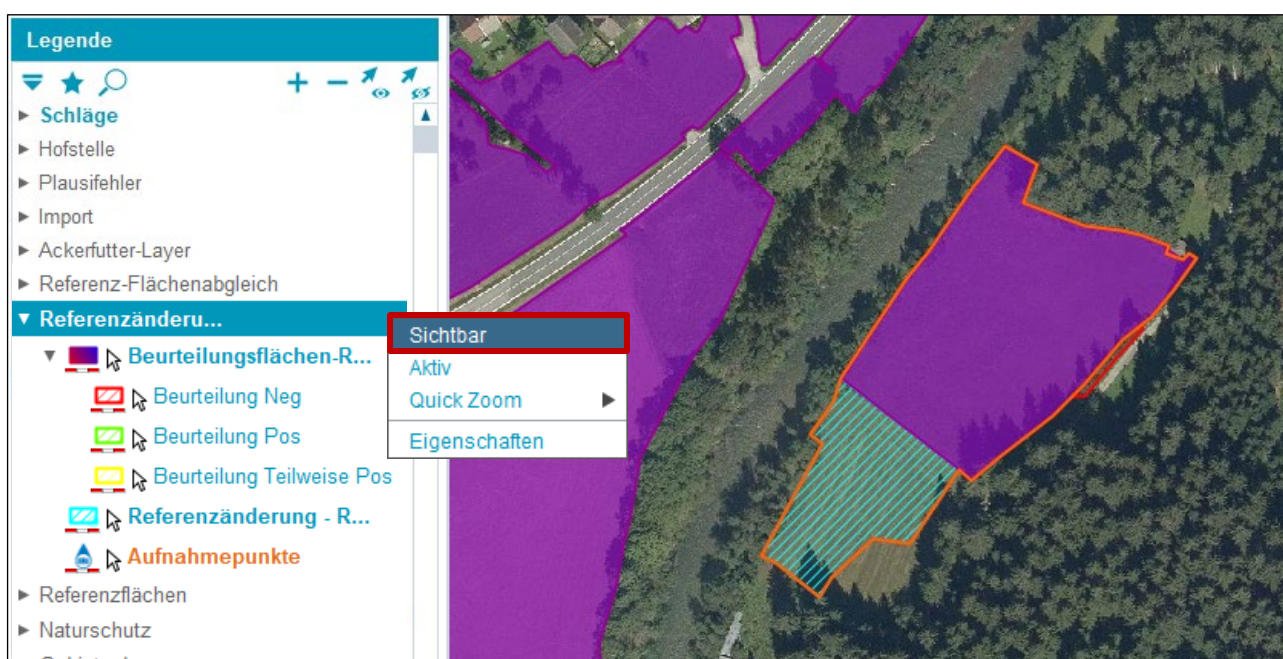 Legende
Schläge
Hofstelle
Plausifehler
Import
Ackerfutter-Layer
Referenz-Flächenabgleich
Referenzänderu...
Beurteilungsflächen-R...
Beurteilung Neg
Beurteilung Pos
Beurteilung Teilweise Pos
Referenzänderung - R...
Aufnahmepunkte
Referenzflächen
Naturschutz
Sichtbar
Aktiv
Quick Zoom
Eigenschaften